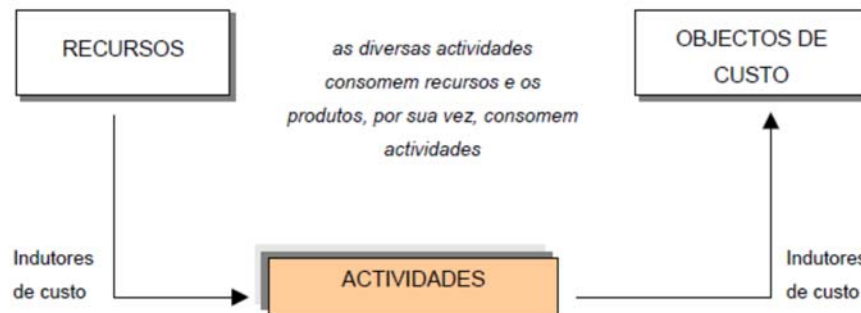 RECURSOS
as diversas actividades
consomem recursos e os
produtos, por sua vez, consomem
actividades
OBJECTOS DE
CUSTO
Indutores
de custo
ACTIVIDADES
Indutores
de custo